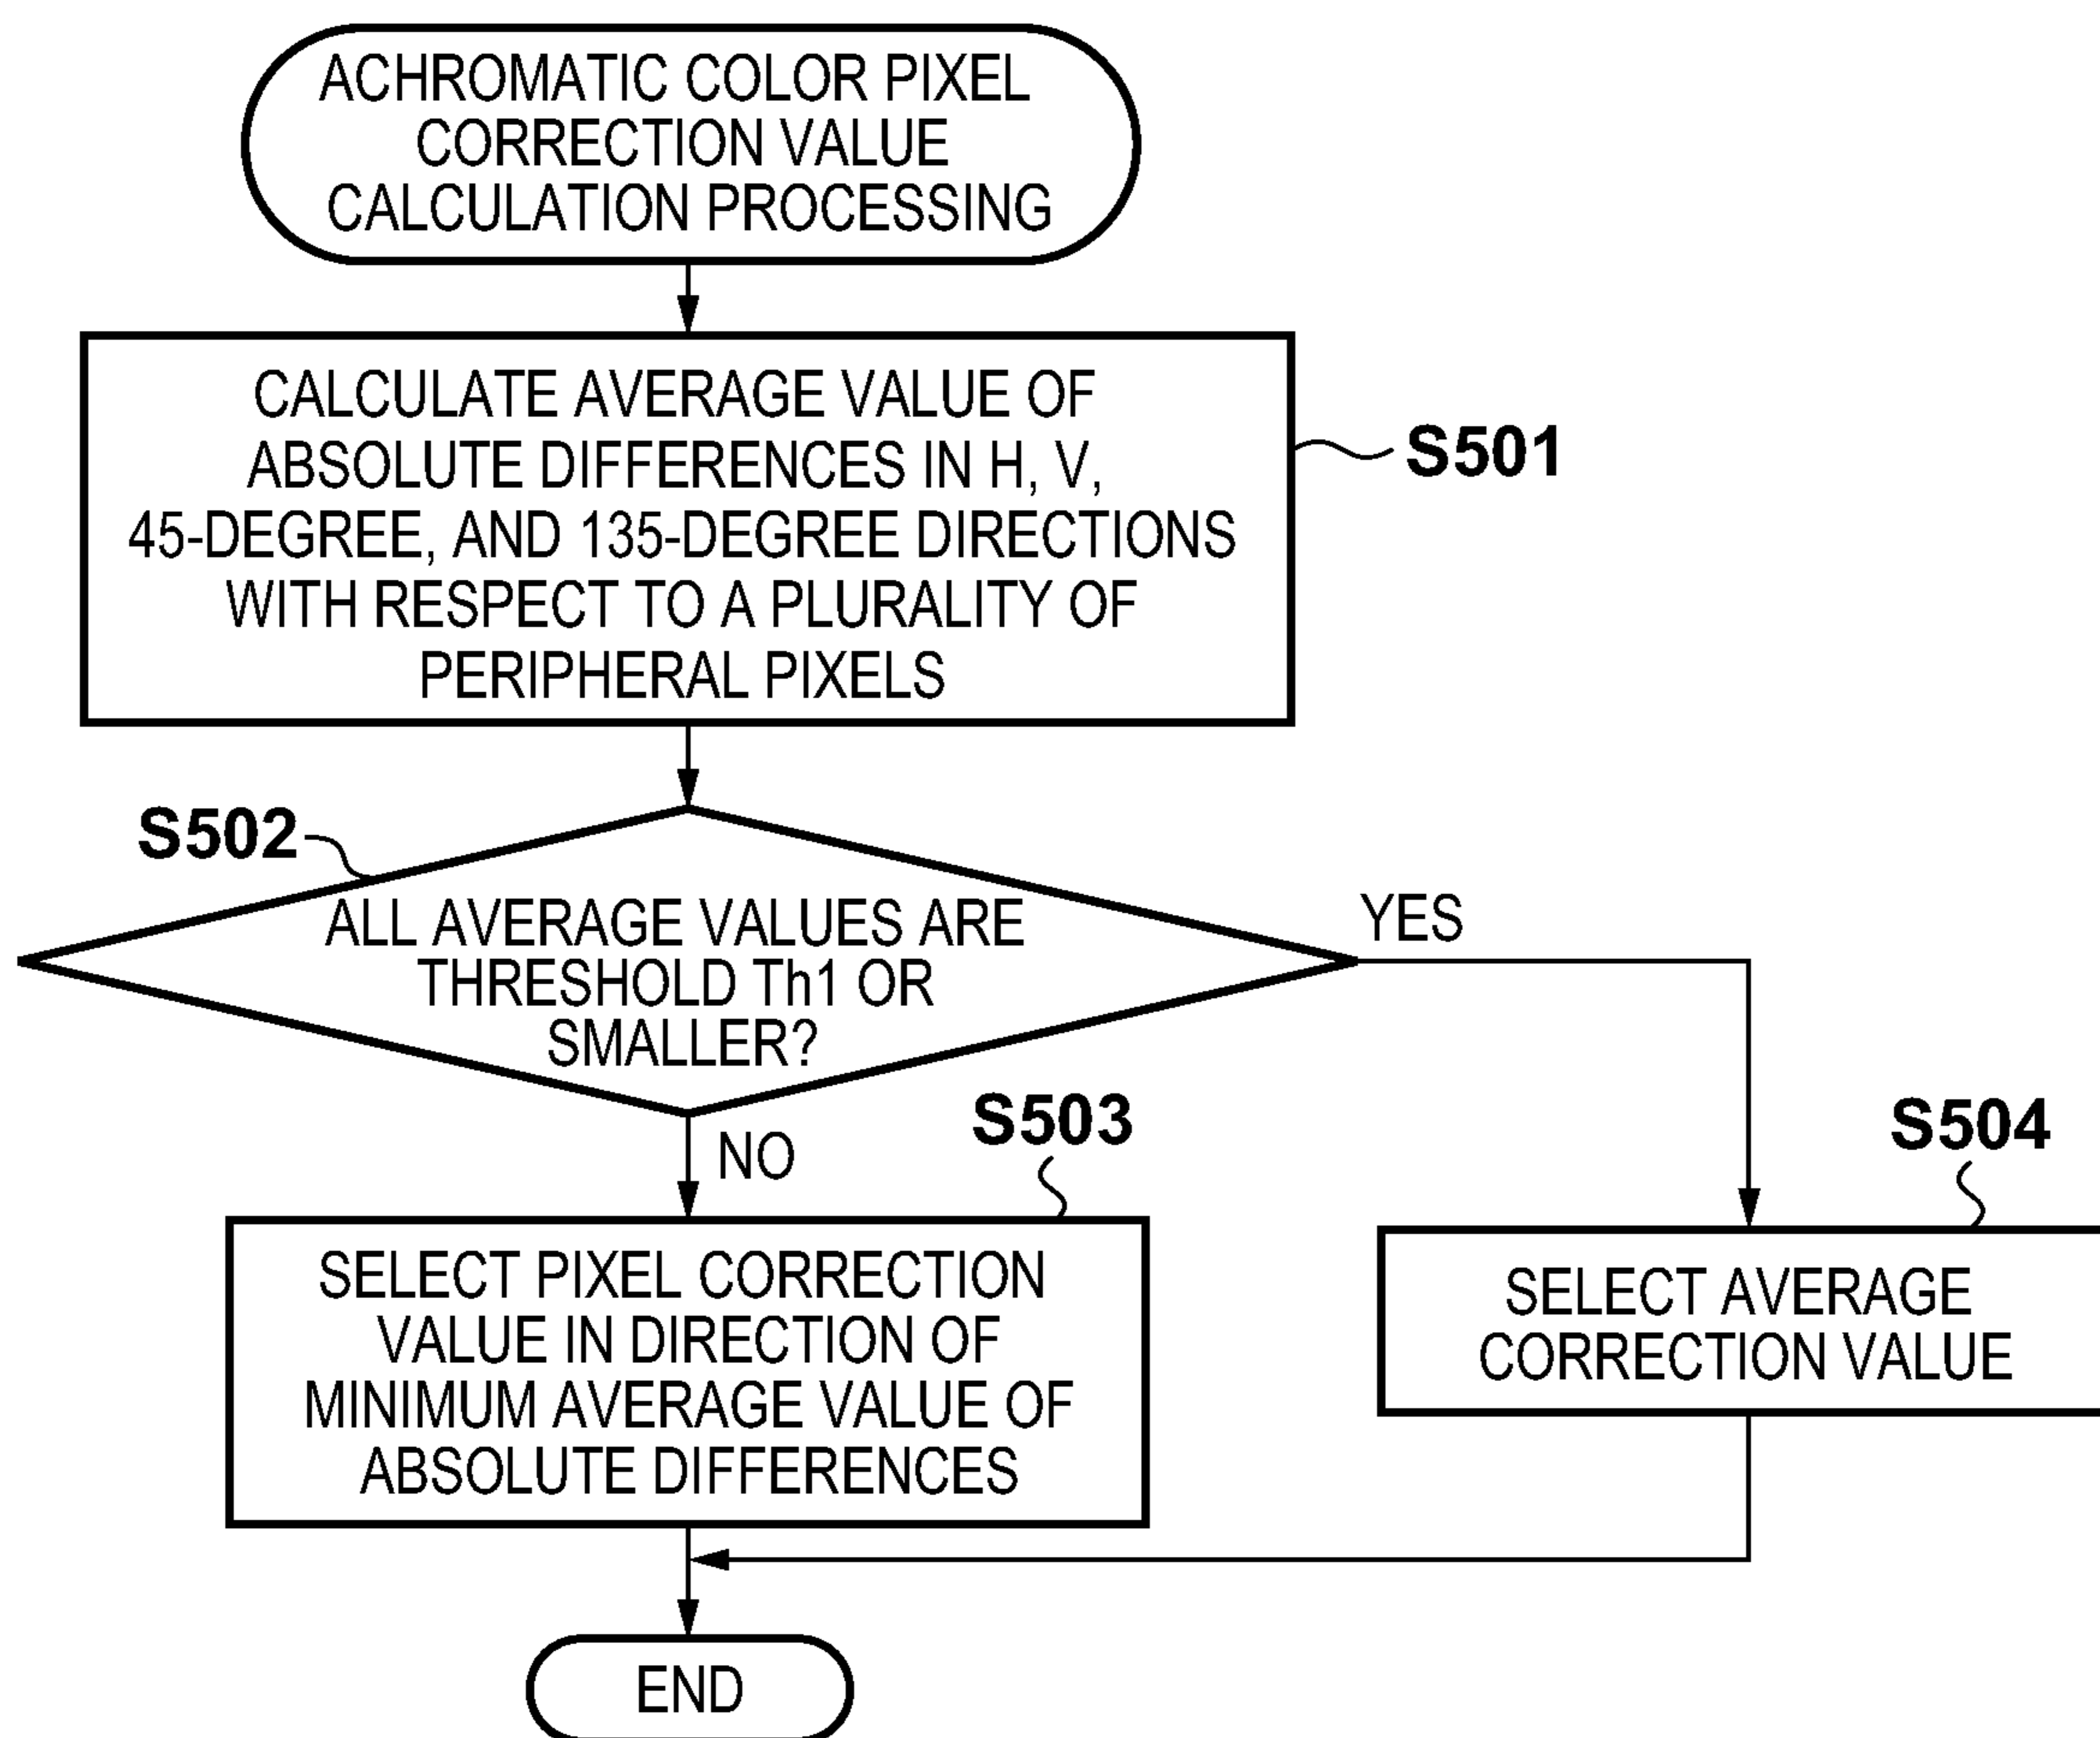 ACHROMATIC COLOR PIXEL
CORRECTION VALUE
CALCULATION PROCESSING
CALCULATE AVERAGE VALUE OF
ABSOLUTE DIFFERENCES IN H, V,
45-DEGREE, AND 135-DEGREE DIRECTIONS
WITH RESPECT TO A PLURALITY OF
PERIPHERAL PIXELS
S501
S502
ALL AVERAGE VALUES ARE
THRESHOLD Th1 OR
SMALLER?
YES
NO
S503
SELECT PIXEL CORRECTION
VALUE IN DIRECTION OF
MINIMUM AVERAGE VALUE OF
ABSOLUTE DIFFERENCES
S504
SELECT AVERAGE
CORRECTION VALUE
END